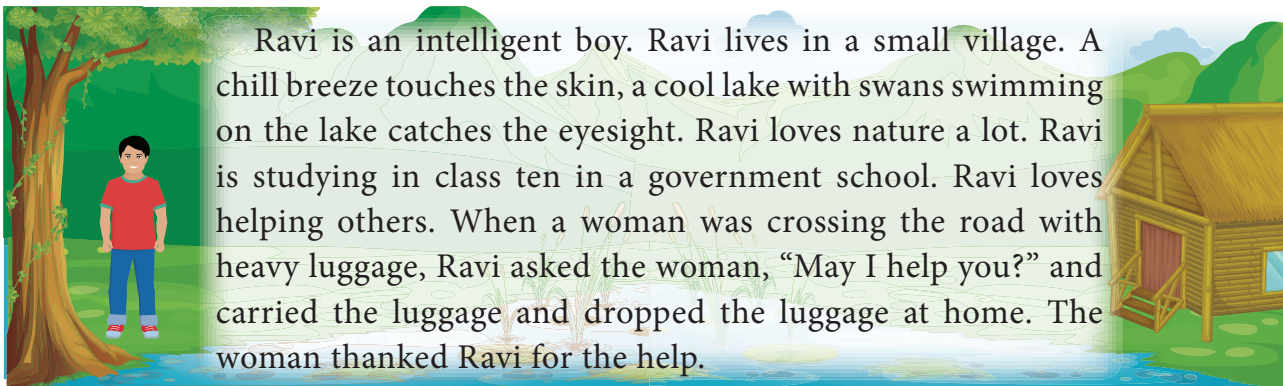 Ravi is an intelligent boy. Ravi lives in a small village. A
chill breeze touches the skin, a cool lake with swans swimming
on the lake catches the eyesight. Ravi loves nature a lot. Ravi
is studying in class ten in a government school. Ravi loves
helping others. When a woman was crossing the road with
heavy luggage, Ravi asked the woman, “May I help you?” and
carried the luggage and dropped the luggage at home. The
woman thanked Ravi for the help.